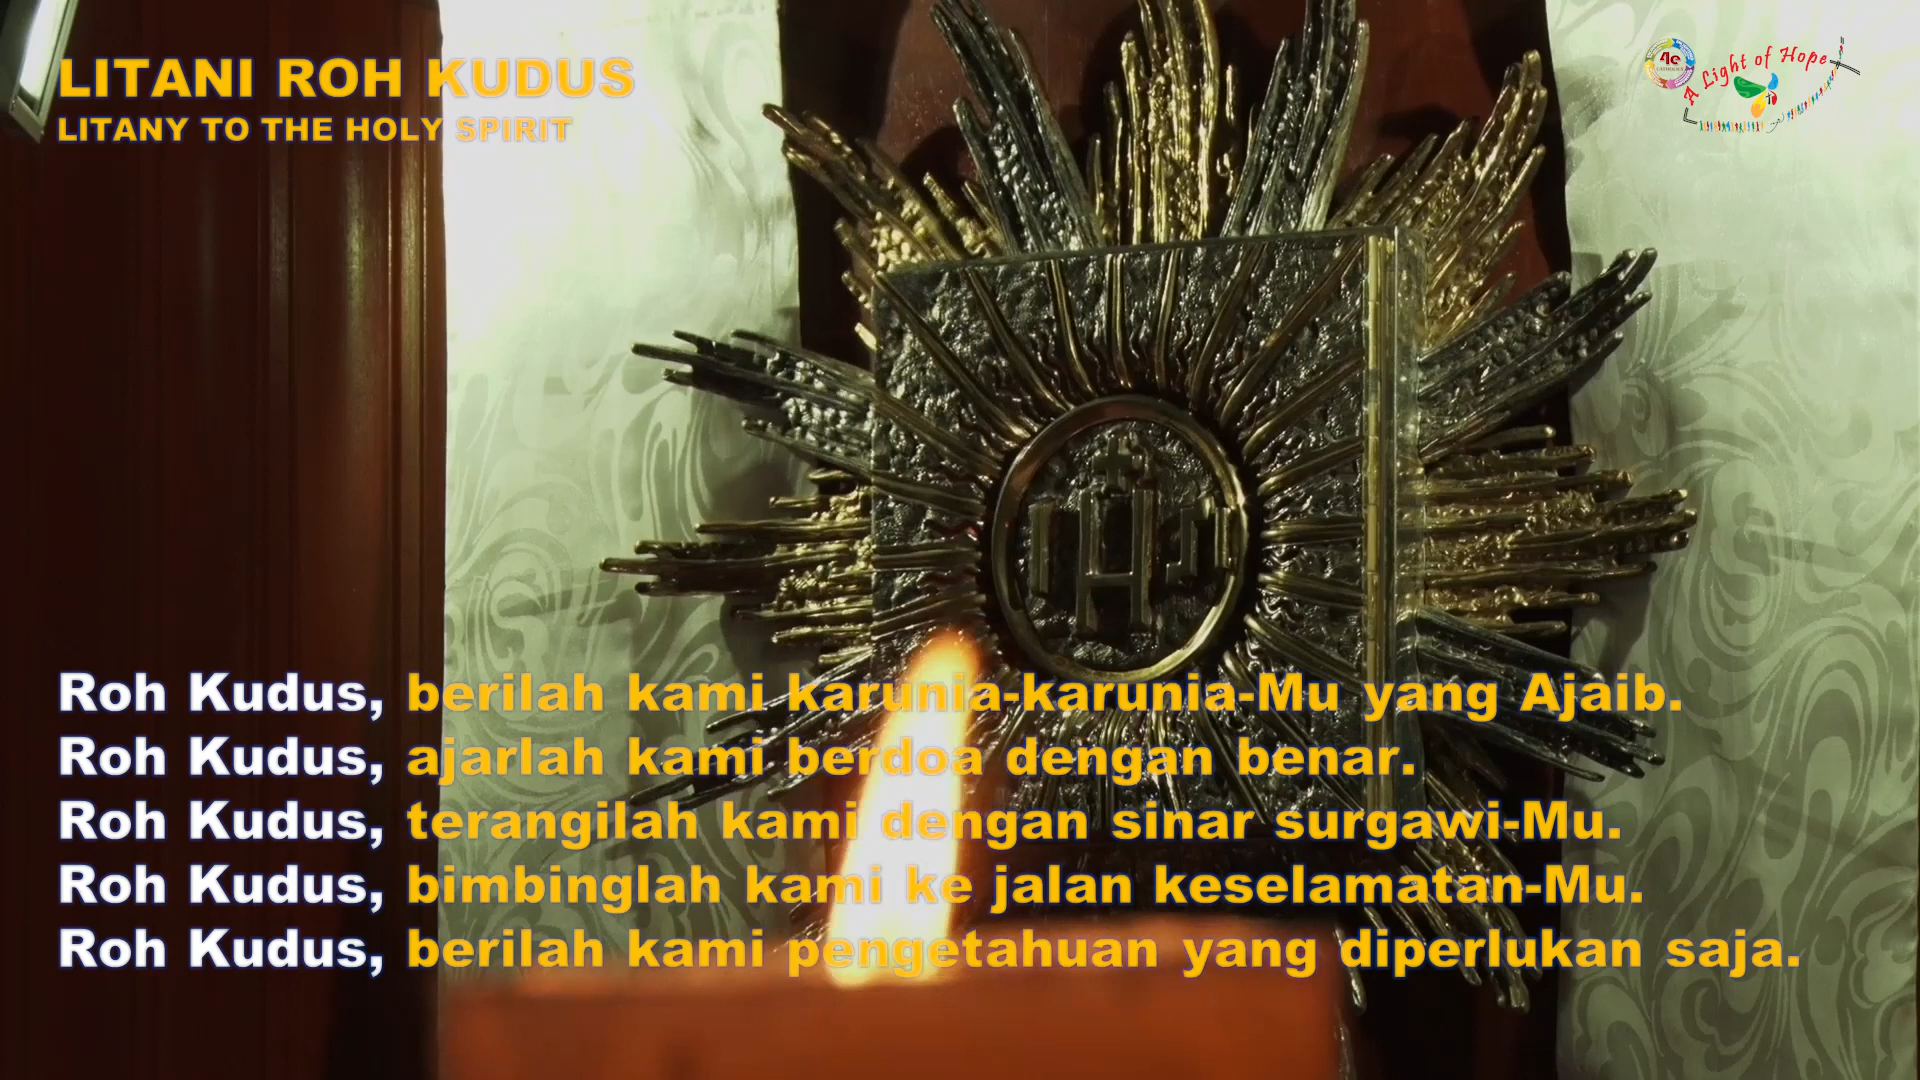 LITANI ROH KUDUS
LITANY TO THE HOLY SPIRIT
A Light of Hope
Roh Kudus, berilah kami karunia-karunia-Mu yang Ajaib.
Roh Kudus, ajarlah kami berdoa dengan benar.
Roh Kudus, terangilah kami dengan sinar surgawi-Mu.
Roh Kudus, bimbinglah kami ke jalan keselamatan-Mu.
Roh Kudus, berilah kami pengetahuan yang diperlukan saja.